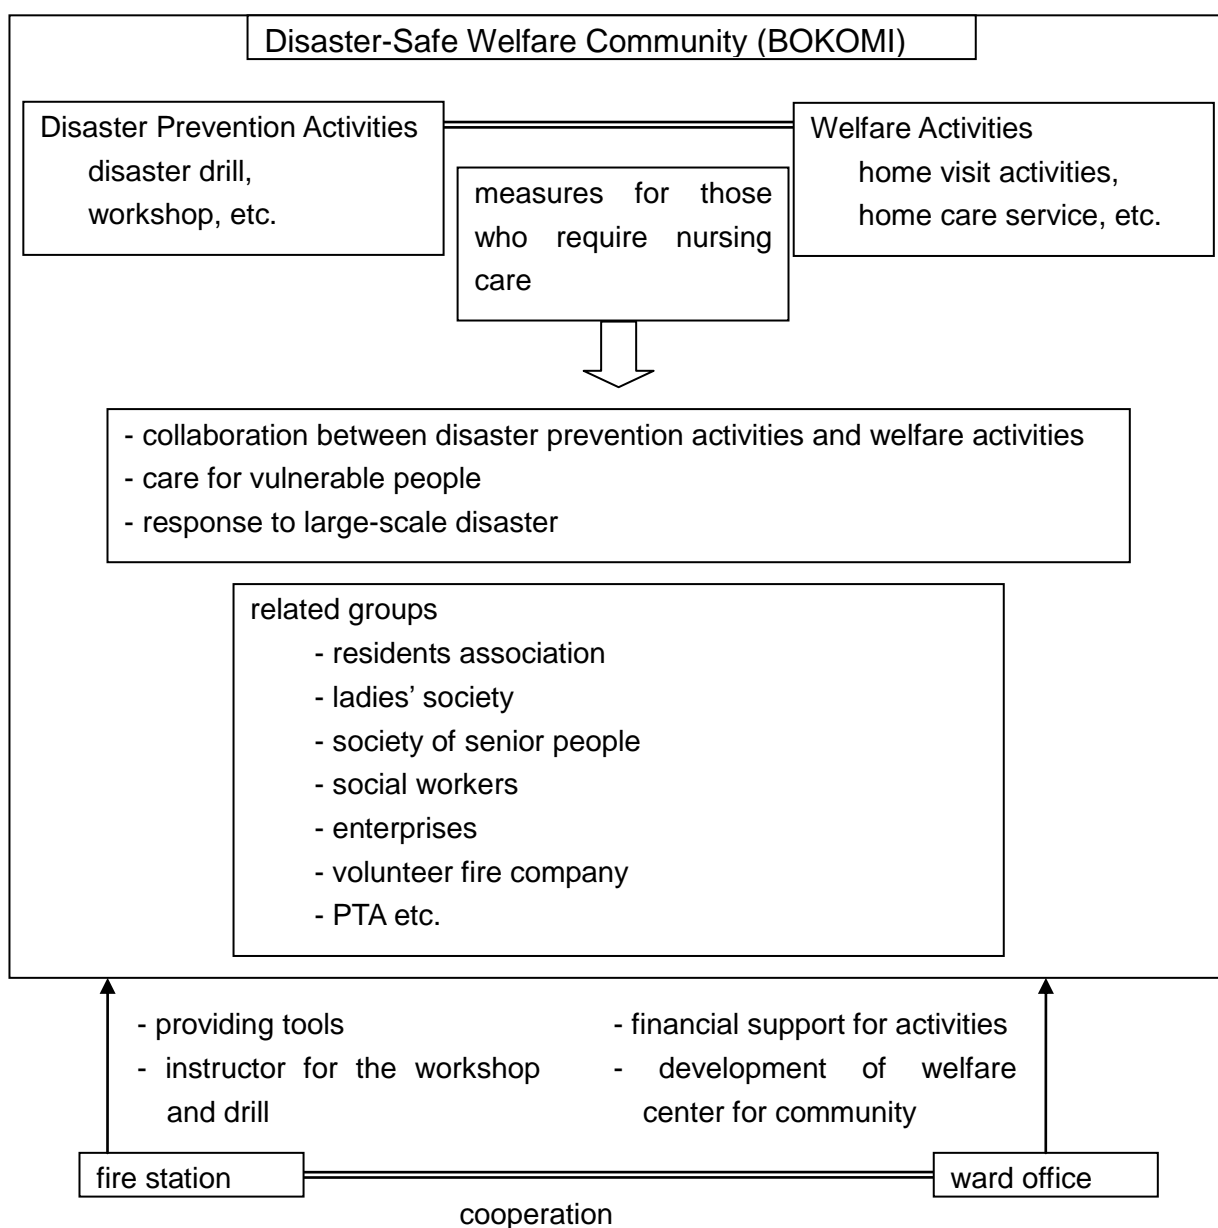 Disaster-Safe Welfare Community (BOKOMI)
Disaster Prevention Activities
disaster drill,
workshop, etc.
Welfare Activities
home visit activities,
home care service, etc.
measures for those
who require nursing
care
- collaboration between disaster prevention activities and welfare activities
- care for vulnerable people
- response to large-scale disaster
related groups
- residents association
- ladies’ society
- society of senior people
- social workers
- enterprises
- volunteer fire company
- PTA etc.
- providing tools
- instructor for the workshop
and drill
- financial support for activities
- development of welfare
center for community
fire station
ward office
cooperation